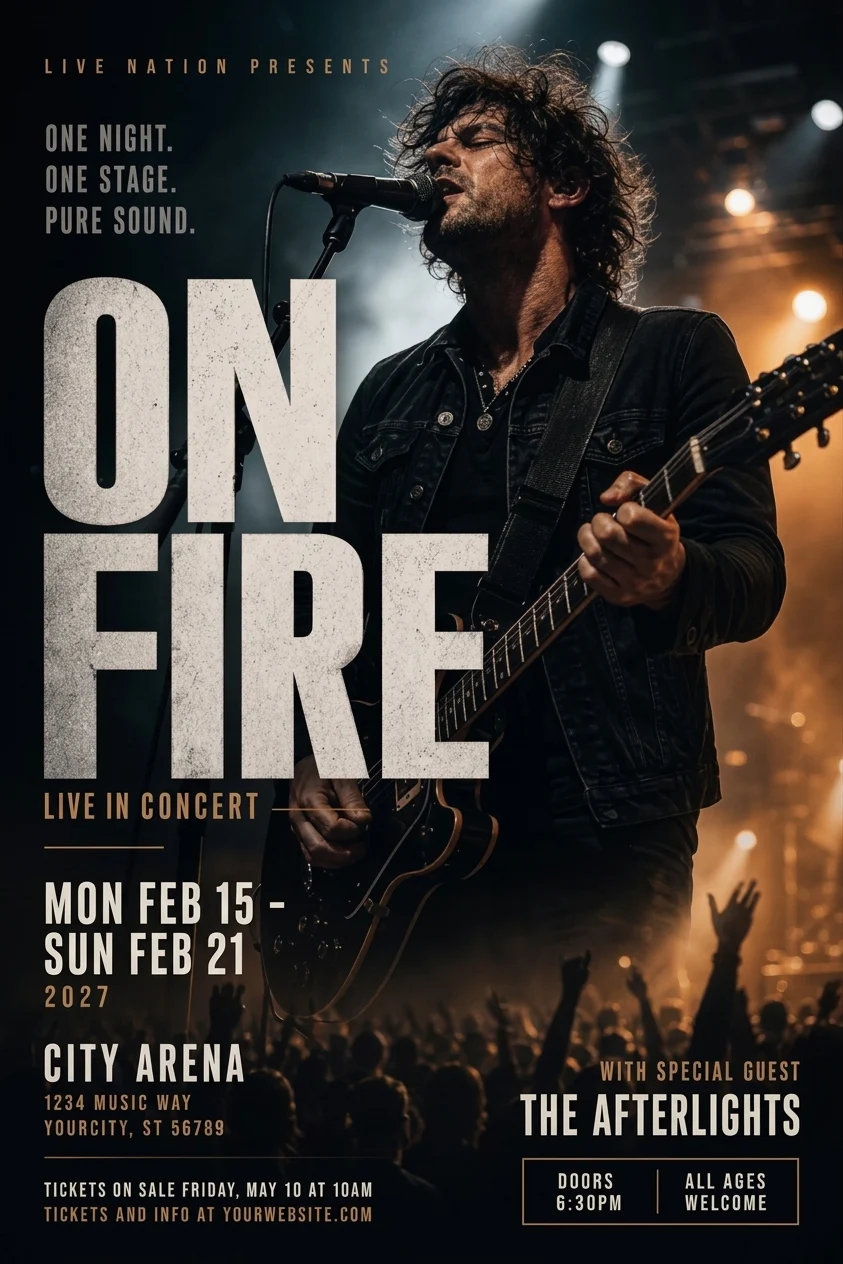 LIVE NATION PRESENTS
ONE NIGHT.
ONE STAGE.
PURE SOUND.
ON
FIRE
LIVE IN CONCERT
MON FEB 15 –
SUN FEB 21
2027
CITY ARENA
1234 MUSIC WAY
YOURCITY, ST 56789
TICKETS ON SALE FRIDAY, MAY 10 AT 10AM
TICKETS AND INFO AT YOURWEBSITE.COM
WITH SPECIAL GUEST
THE AFTERLIGHTS
DOORS
6:30PM
ALL AGES
WELCOME